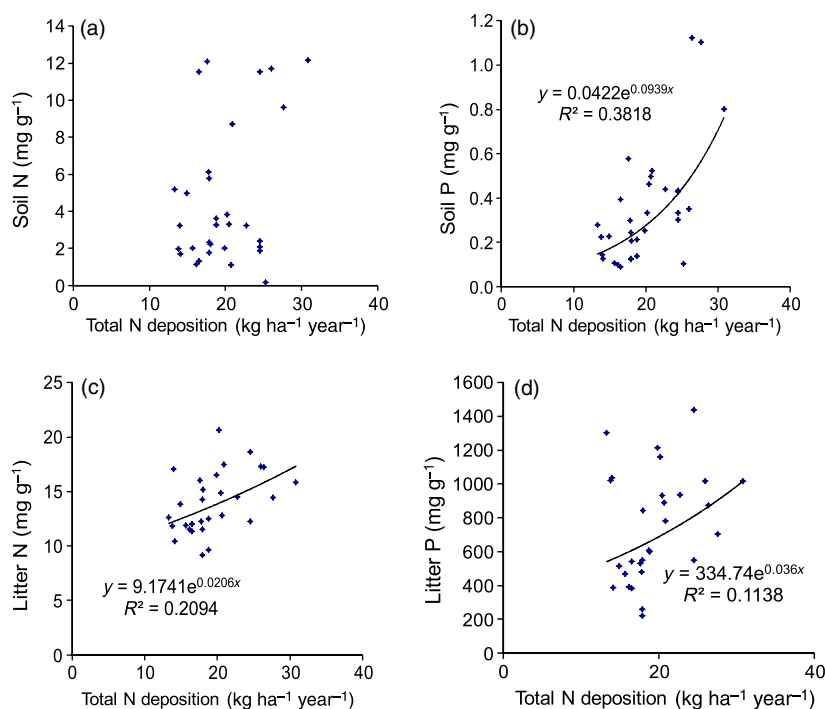 (a)
Soil N (mg g⁻¹)
14
12
10
8
6
4
2
0
0 10 20 30 40
Total N deposition (kg ha⁻¹ year⁻¹)
(b)
Soil P (mg g⁻¹)
1.2
1.0
0.8
0.6
0.4
0.2
0.0
y = 0.0422e^0.0939x
R² = 0.3818
0 10 20 30 40
Total N deposition (kg ha⁻¹ year⁻¹)
(c)
Litter N (mg g⁻¹)
25
20
15
10
5
0
y = 9.1741e^0.0206x
R² = 0.2094
0 10 20 30 40
Total N deposition (kg ha⁻¹ year⁻¹)
(d)
Litter P (mg g⁻¹)
1600
1400
1200
1000
800
600
400
200
0
y = 334.74e^0.036x
R² = 0.1138
0 20 40
Total N deposition (kg ha⁻¹ year⁻¹)